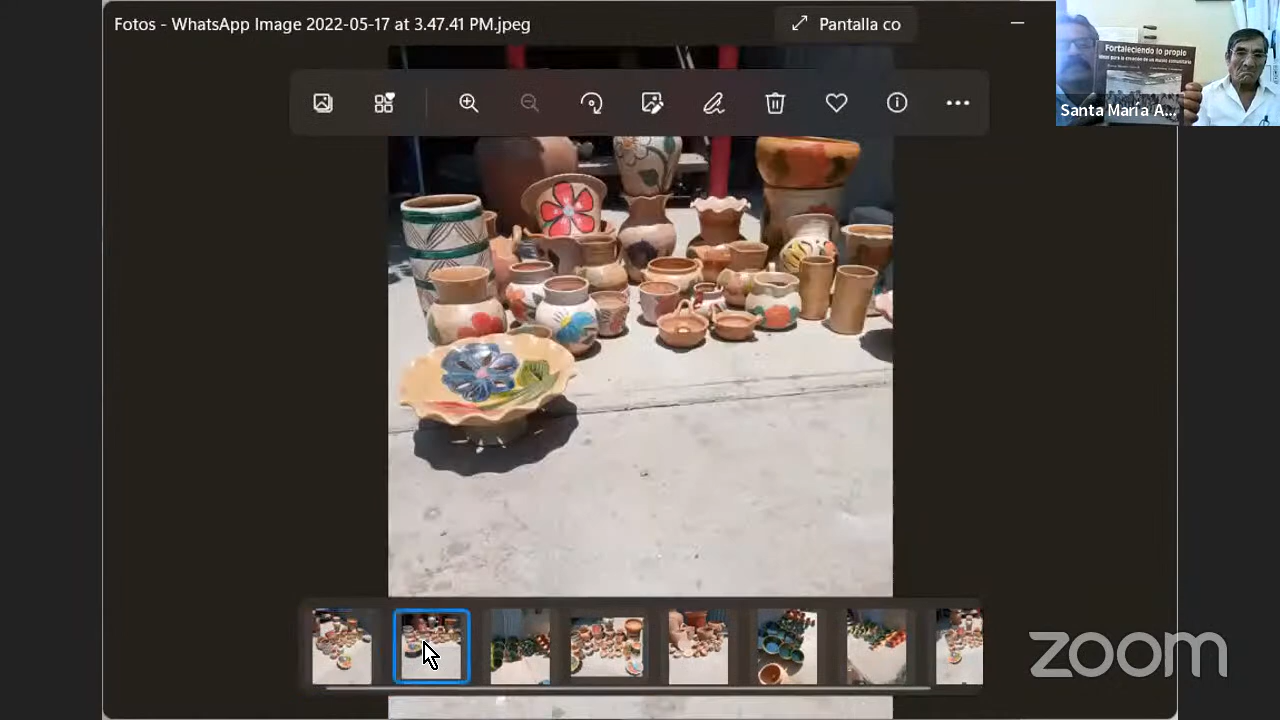 Fotos - WhatsApp Image 2022-05-17 at 3.47.41 PM.jpeg
Pantalla co
Fortaleciendo lo propio
Santa María A...
zoom